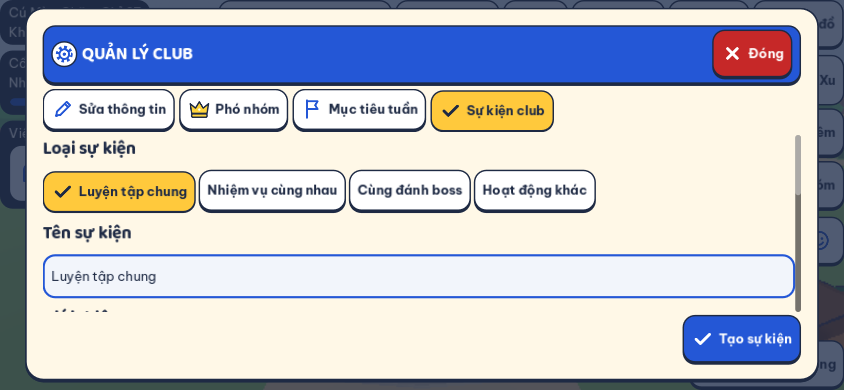 QUẢN LÝ CLUB
Đóng
Sửa thông tin
Phó nhóm
Mục tiêu tuần
Sự kiện club
Loại sự kiện
Luyện tập chung
Nhiệm vụ cùng nhau
Cùng đánh boss
Hoạt động khác
Tên sự kiện
Luyện tập chung
Tạo sự kiện